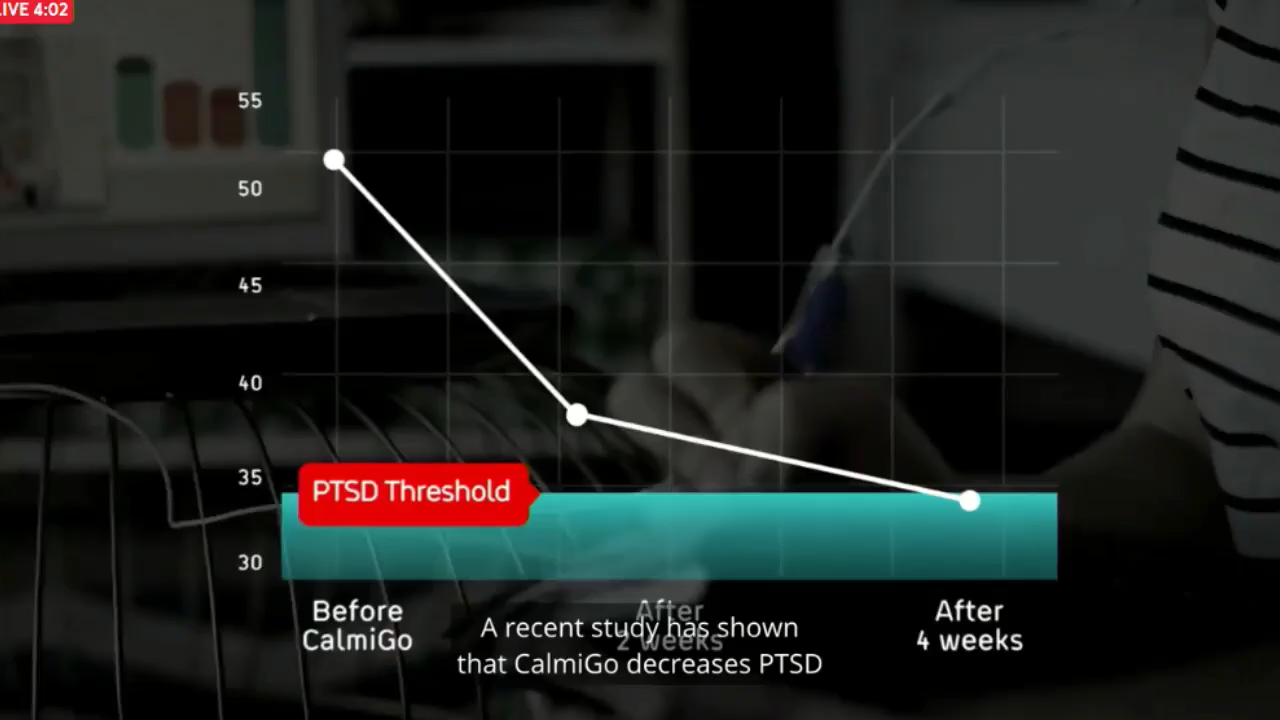 LIVE 4:02
55
50
45
40
35
30
PTSD Threshold
Before
CalmiGo
After
2 weeks
After
4 weeks
A recent study has shown
that CalmiGo decreases PTSD